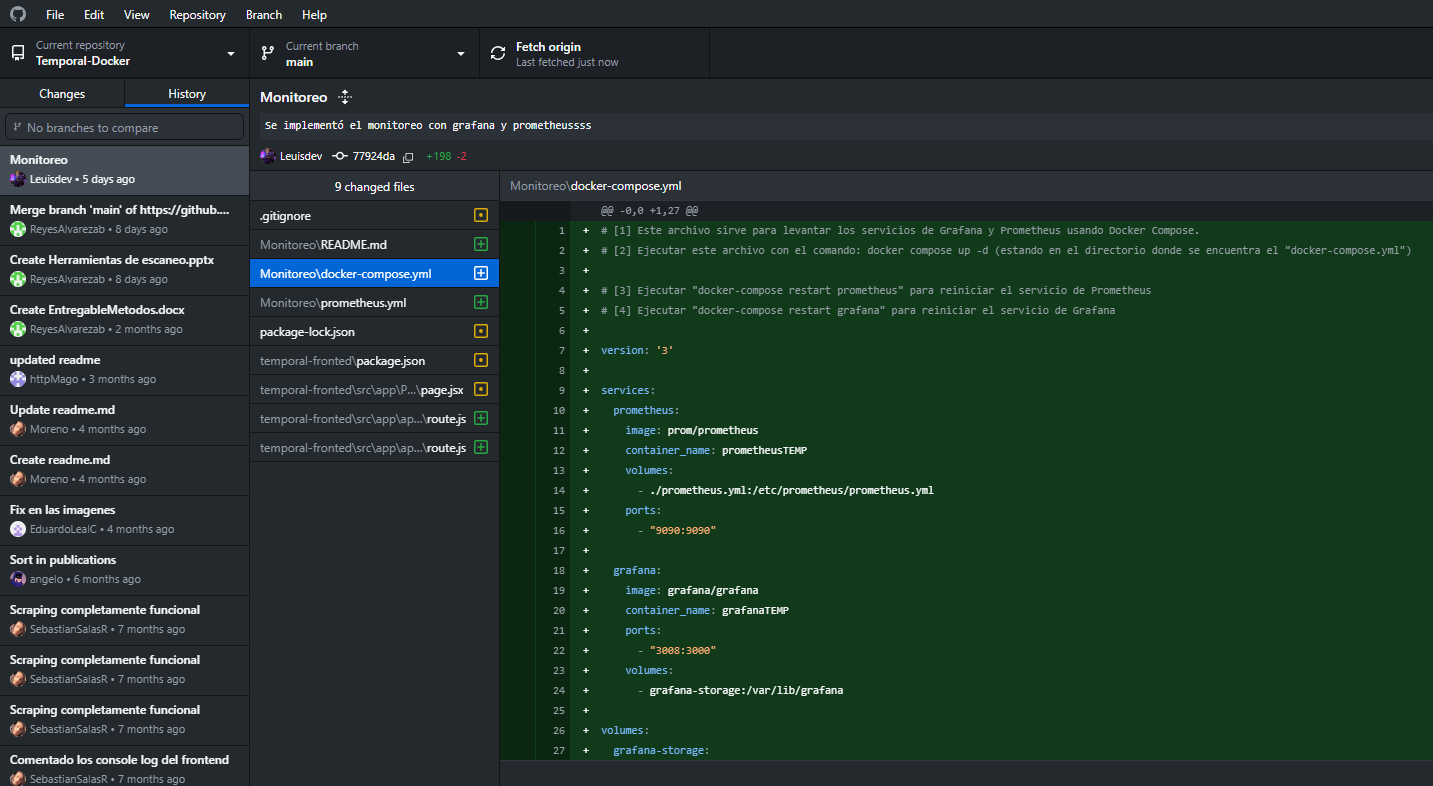 File Edit View Repository Branch Help
Current repository
Temporal-Docker
Current branch
main
Fetch origin
Last fetched just now
Changes
History
No branches to compare
Monitoreo
Leuisdev • 5 days ago
Merge branch 'main' of https://github....
ReyesAlvarezab • 8 days ago
Create Herramientas de escaneo.pptx
ReyesAlvarezab • 8 days ago
Create EntregableMetodos.docx
ReyesAlvarezab • 2 months ago
updated readme
httpMago • 3 months ago
Update readme.md
Moreno • 4 months ago
Create readme.md
Moreno • 4 months ago
Fix en las imagenes
EduardoLealC • 4 months ago
Sort in publications
angelo • 6 months ago
Scraping completamente funcional
SebastianSalasR • 7 months ago
Scraping completamente funcional
SebastianSalasR • 7 months ago
Scraping completamente funcional
SebastianSalasR • 7 months ago
Comentado los console log del frontend
SebastianSalasR • 7 months ago
Monitoreo
Se implementó el monitoreo con grafana y prometheussss
Leuisdev 77924da +198 -2
9 changed files
.gitignore
Monitoreo\README.md
Monitoreo\docker-compose.yml
Monitoreo\prometheus.yml
package-lock.json
temporal-fronted\package.json
temporal-fronted\src\app\P...\page.jsx
temporal-fronted\src\app\ap...\route.js
temporal-fronted\src\app\ap...\route.js
Monitoreo\docker-compose.yml
@@ -0,0 +1,27 @@
1 + # [1] Este archivo sirve para levantar los servicios de Grafana y Prometheus usando Docker Compose.
2 + # [2] Ejecutar este archivo con el comando: docker compose up -d (estando en el directorio donde se encuentra el "docker-compose.yml")
3 +
4 + # [3] Ejecutar "docker-compose restart prometheus" para reiniciar el servicio de Prometheus
5 + # [4] Ejecutar "docker-compose restart grafana" para reiniciar el servicio de Grafana
6 +
7 + version: '3'
8 +
9 + services:
10 + prometheus:
11 + image: prom/prometheus
12 + container_name: prometheusTEMP
13 + volumes:
14 + - ./prometheus.yml:/etc/prometheus/prometheus.yml
15 + ports:
16 + - "9090:9090"
17 +
18 + grafana:
19 + image: grafana/grafana
20 + container_name: grafanaTEMP
21 + ports:
22 + - "3008:3000"
23 + volumes:
24 + - grafana-storage:/var/lib/grafana
25 +
26 + volumes:
27 + grafana-storage: